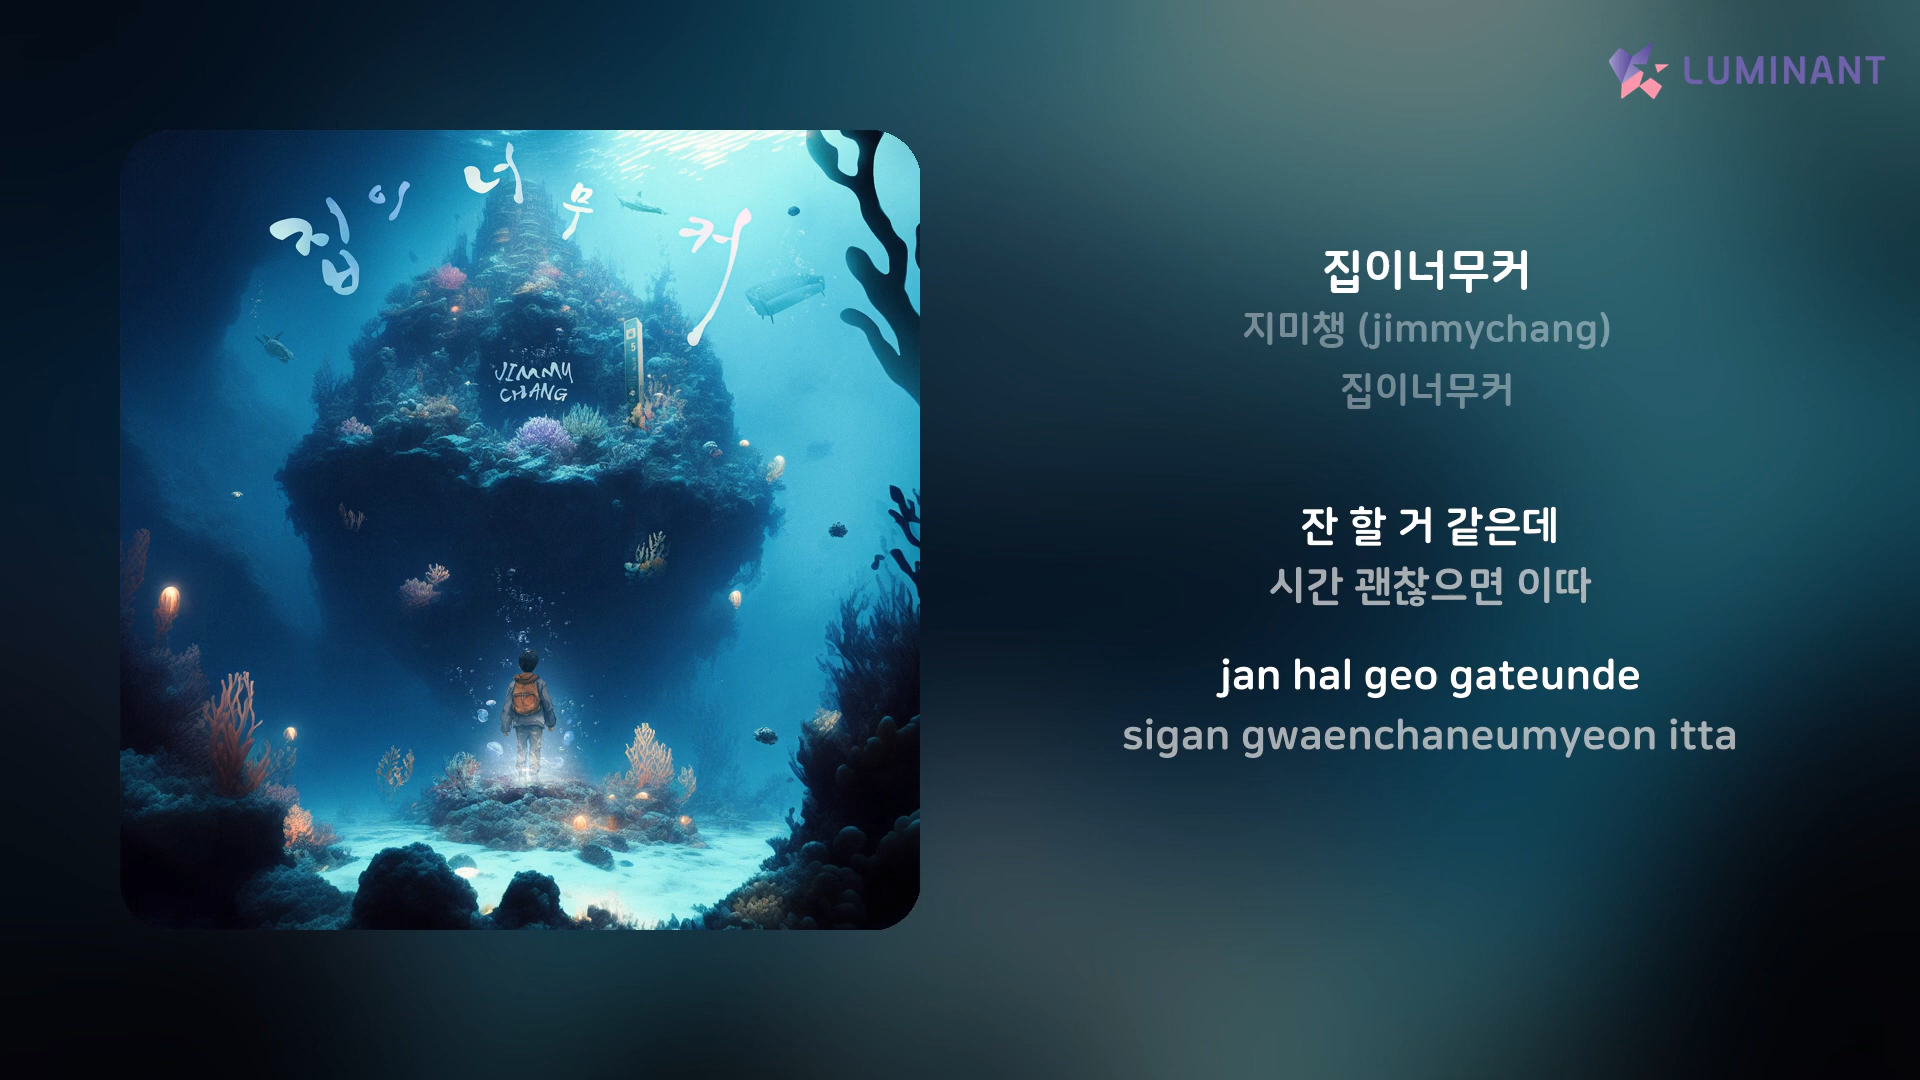 집이너무커
JIMMY
CHANG
5
LUMINANT
집이너무커
지미챙 (jimmychang)
집이너무커
잔 할 거 같은데
시간 괜찮으면 이따
jan hal geo gateunde
sigan gwaenchaneumyeon itta